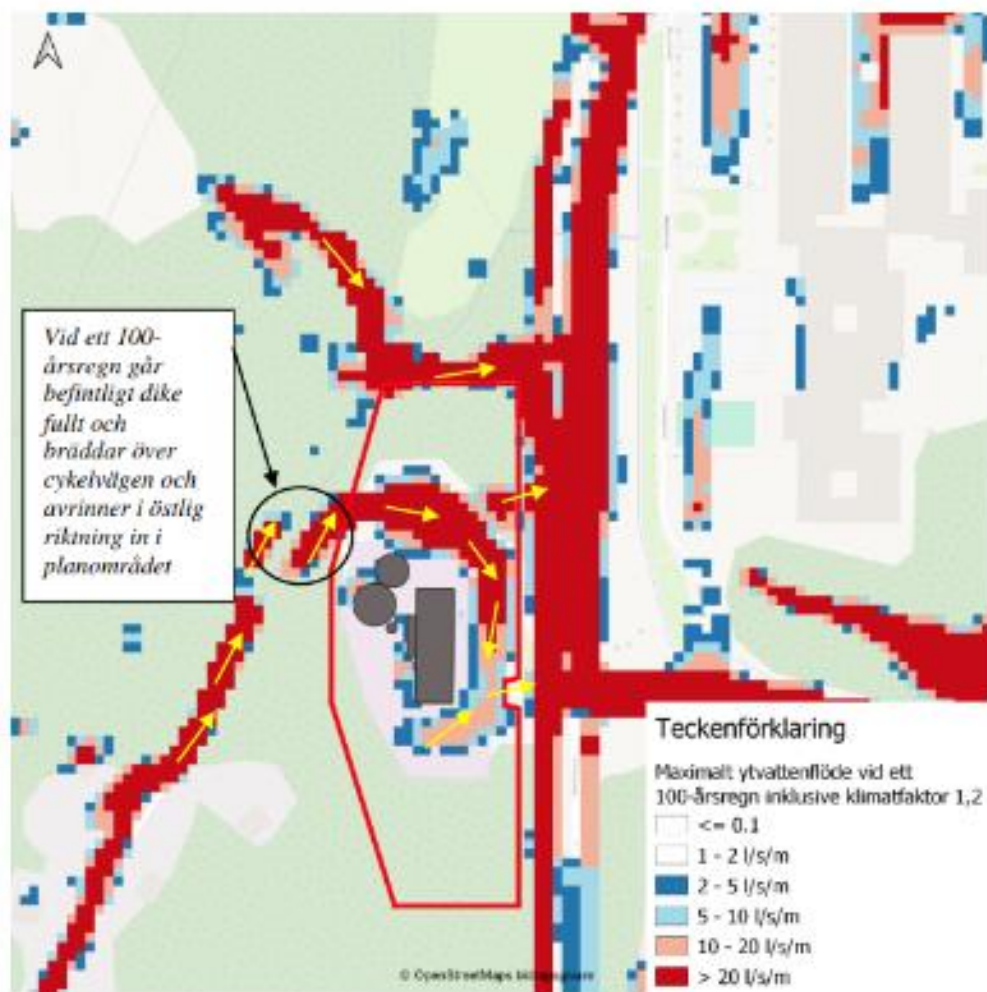 Vid ett 100-
årsregn går
befintligt dike
fullt och
bräddar över
cykelvägen och
avrinner i östlig
riktning in i
planområdet
Teckenförklaring
Maximalt ytvattenflöde vid ett
100-årsregn inklusive klimatfaktor 1,2
<= 0.1
1 - 2 l/s/m
2 - 5 l/s/m
5 - 10 l/s/m
10 - 20 l/s/m
> 20 l/s/m
© OpenStreetMaps